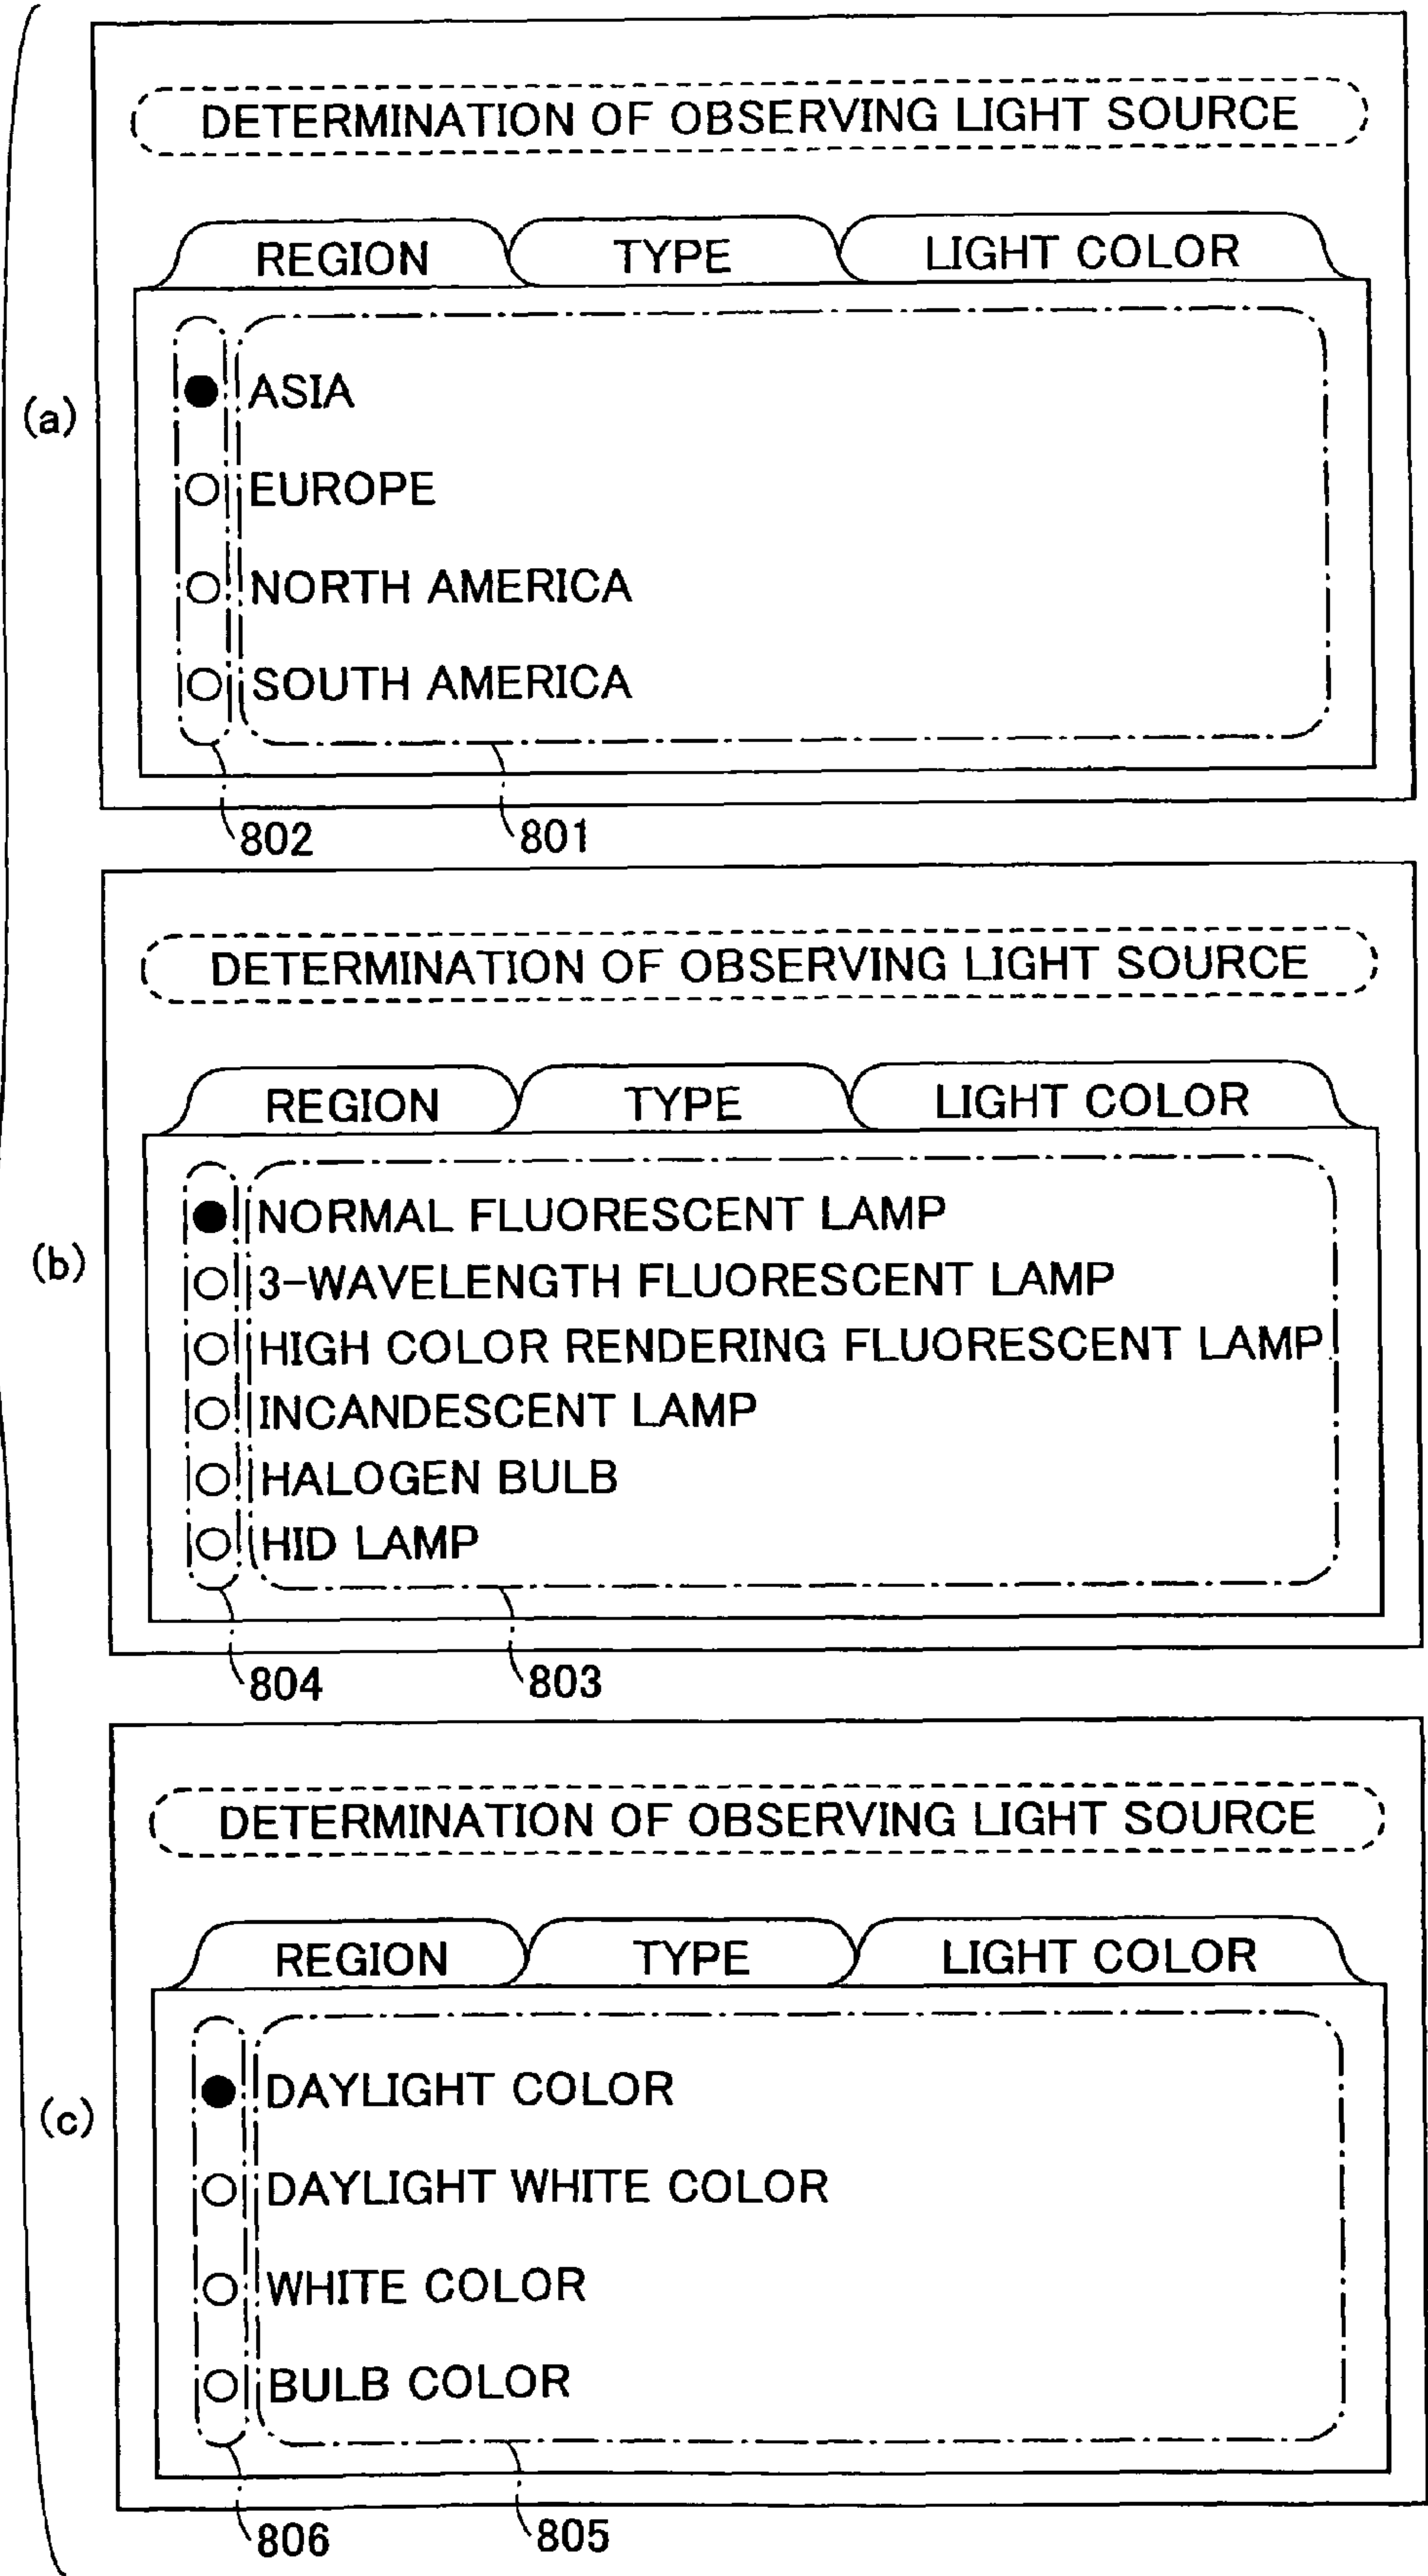 DETERMINATION OF OBSERVING LIGHT SOURCE
REGION TYPE LIGHT COLOR
(a)
ASIA
EUROPE
NORTH AMERICA
SOUTH AMERICA
802 801
DETERMINATION OF OBSERVING LIGHT SOURCE
REGION TYPE LIGHT COLOR
NORMAL FLUORESCENT LAMP
(b)
3-WAVELENGTH FLUORESCENT LAMP
HIGH COLOR RENDERING FLUORESCENT LAMP
INCANDESCENT LAMP
HALOGEN BULB
HID LAMP
804 803
DETERMINATION OF OBSERVING LIGHT SOURCE
REGION TYPE LIGHT COLOR
DAYLIGHT COLOR
(c)
DAYLIGHT WHITE COLOR
WHITE COLOR
BULB COLOR
806 805